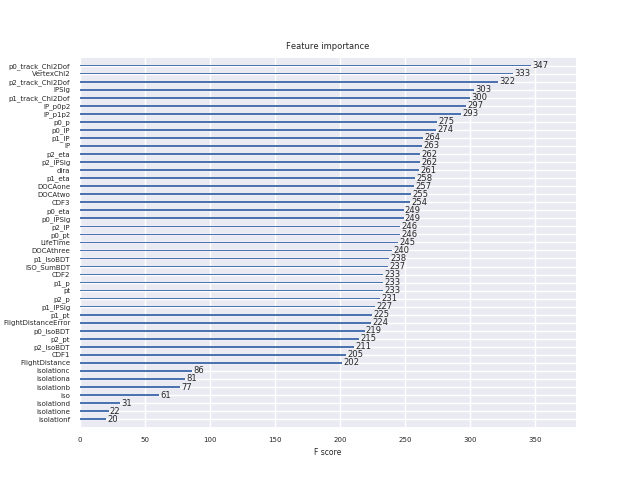 Feature importance
p0_track_Chi2Dof 347
VertexChi2 333
p2_track_Chi2Dof 322
IPSig 303
p1_track_Chi2Dof 300
IP_p0p2 297
IP_p1p2 293
p0_p 275
p0_IP 274
p1_IP 264
IP 263
p2_eta 262
p2_IPSig 262
dira 261
p1_eta 258
DOCAone 257
DOCAtwo 255
CDF3 254
p0_eta 249
p0_IPSig 249
p2_IP 246
p0_pt 246
LifeTime 245
DOCAthree 240
p1_IsoBDT 238
ISO_SumBDT 237
CDF2 233
p1_p 233
pt 233
p2_p 231
p1_IPSig 227
p1_pt 225
FlightDistanceError 224
p0_IsoBDT 219
p2_pt 215
p2_IsoBDT 211
CDF1 205
FlightDistance 202
isolationc 86
isolationa 81
isolationb 77
iso 61
isolationd 31
isolatione 22
isolationf 20
0 50 100 150 200 250 300 350
F score